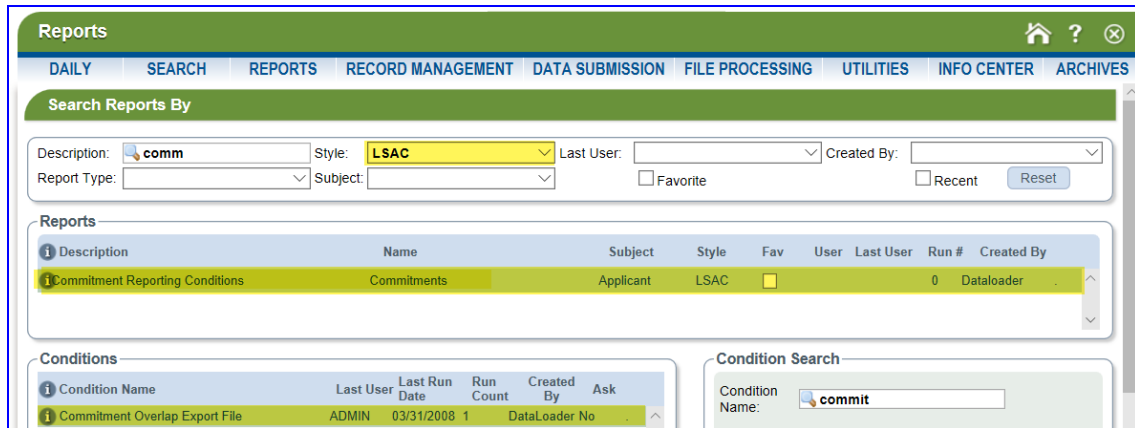 Reports ?
DAILY SEARCH REPORTS RECORD MANAGEMENT DATA SUBMISSION FILE PROCESSING UTILITIES INFO CENTER ARCHIVES
Search Reports By
Description: comm Style: LSAC Last User: Created By:
Report Type: Subject: Favorite Recent Reset
Reports
Description Name Subject Style Fav User Last User Run # Created By
Commitment Reporting Conditions Commitments Applicant LSAC 0 Dataloader .
Conditions
Condition Name Last User Last Run Date Run Count Created By Ask
Commitment Overlap Export File ADMIN 03/31/2008 1 DataLoader No .
Condition Search
Condition Name: commit